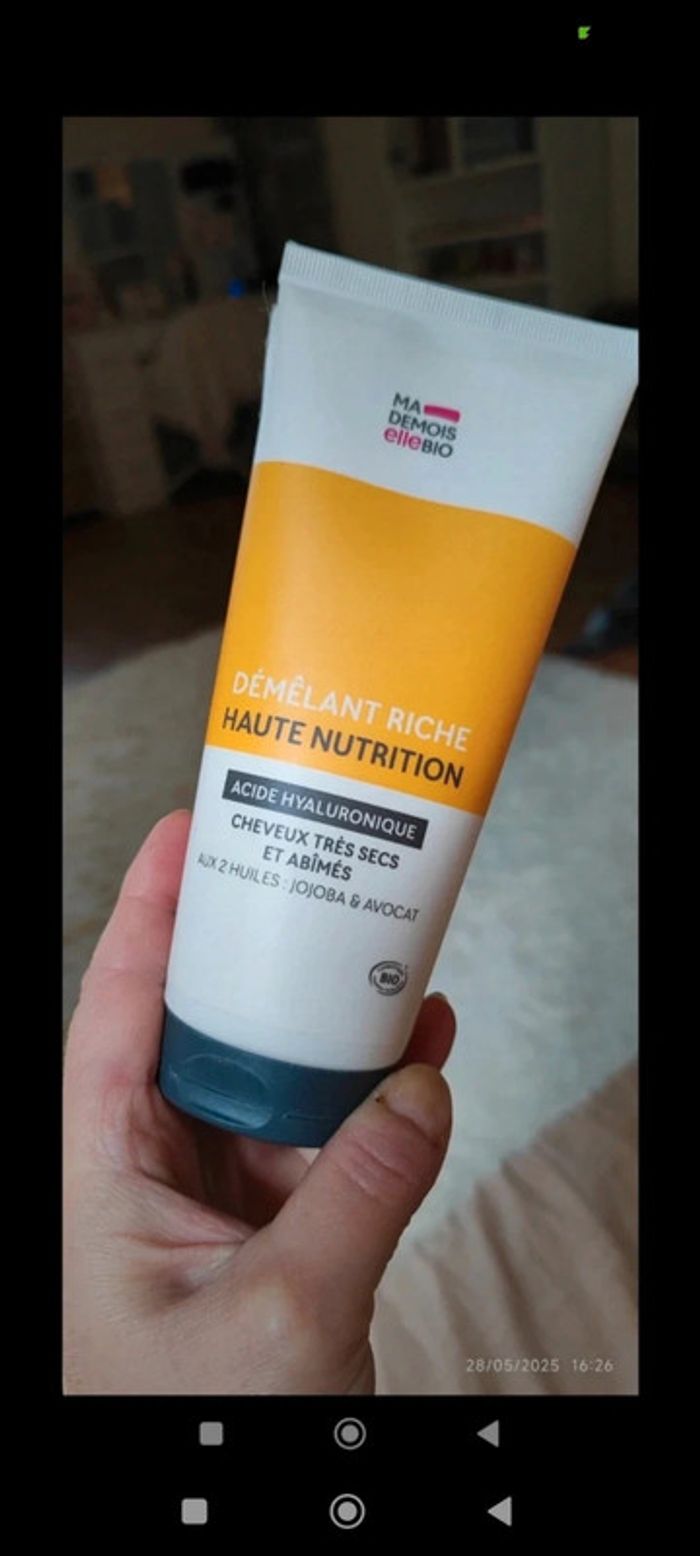 MA
DEMOIS
elleBIO
DÉMÊLANT RICHE
HAUTE NUTRITION
ACIDE HYALURONIQUE
CHEVEUX TRÈS SECS
ET ABÎMÉS
AUX 2 HUILES : JOJOBA & AVOCAT
BIO
28/05/2025 16:26